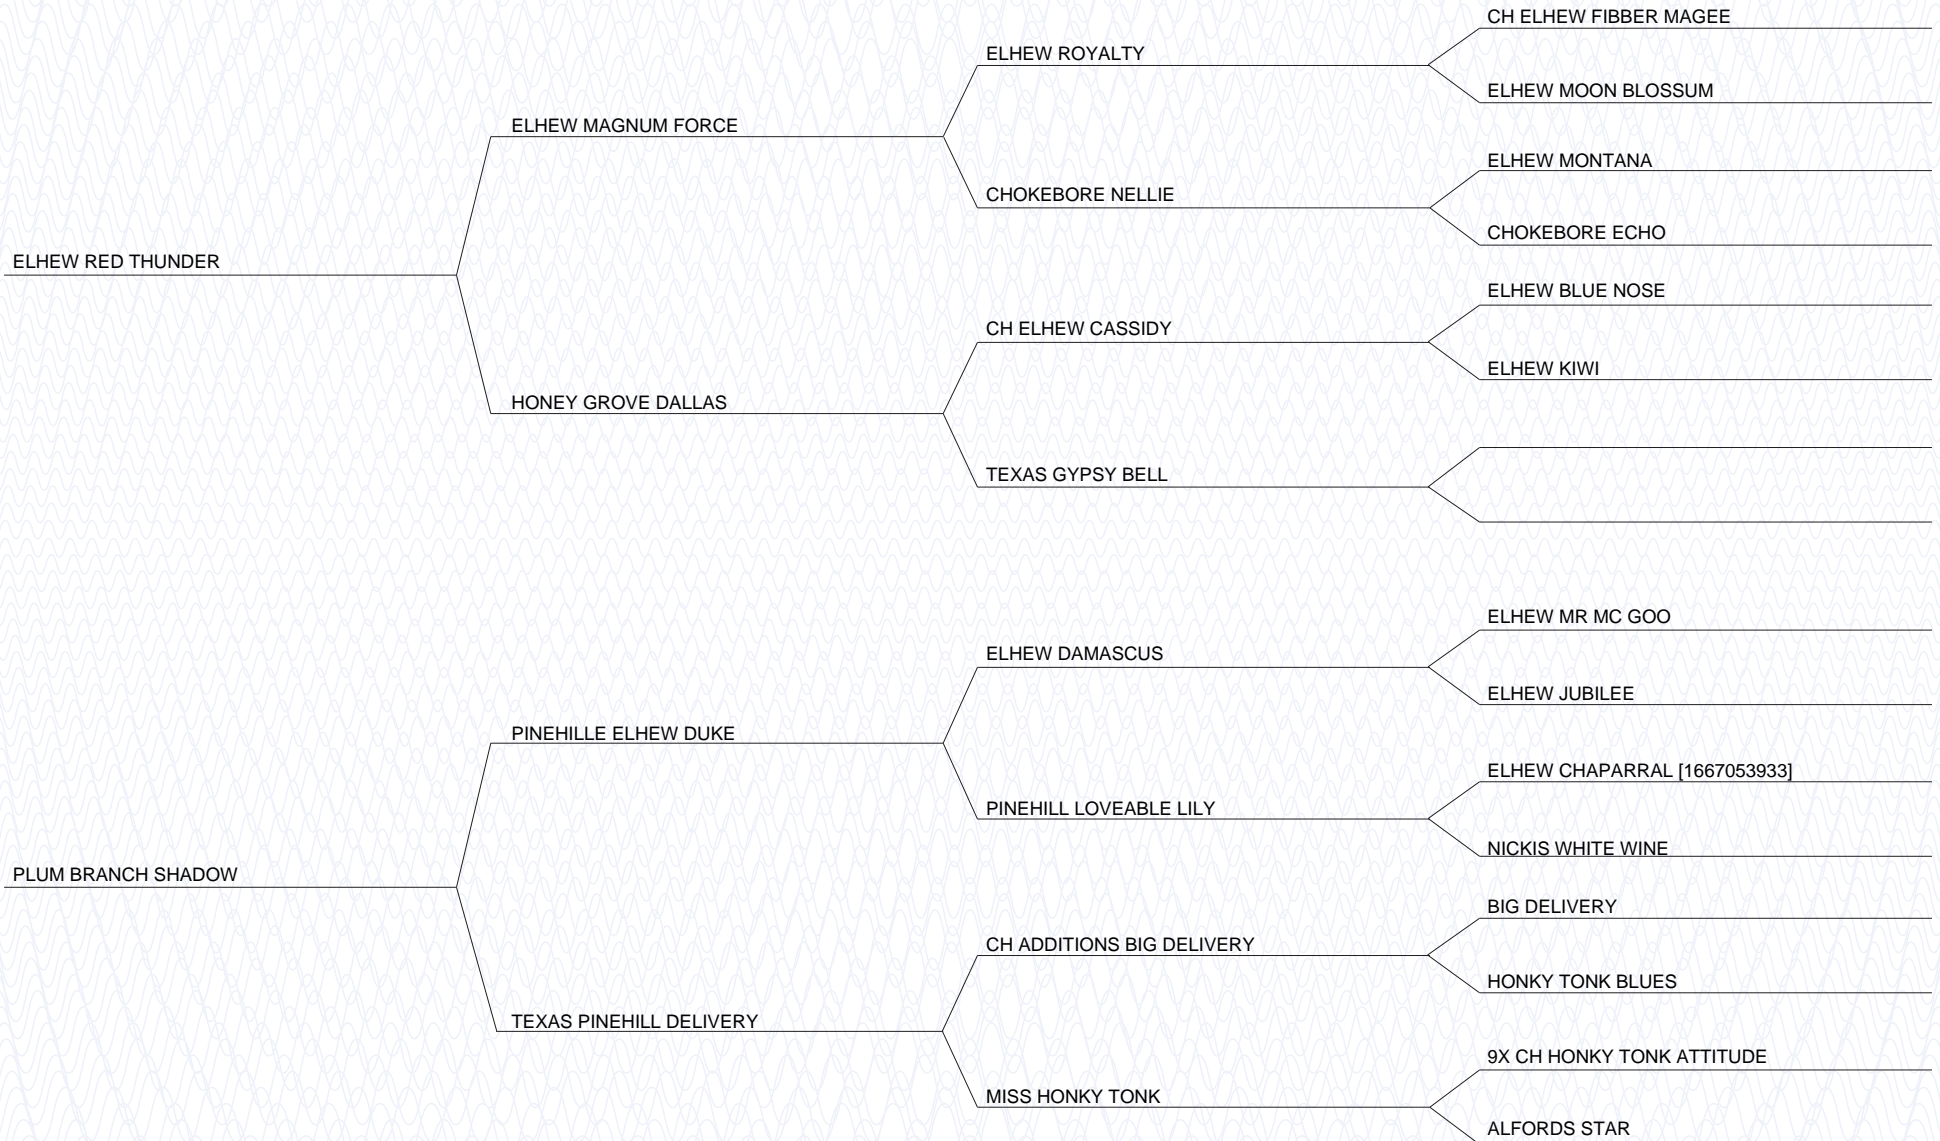 CH ELHEW FIBBER MAGEE
ELHEW ROYALTY
ELHEW MOON BLOSSUM
ELHEW MAGNUM FORCE
ELHEW MONTANA
CHOKEBORE NELLIE
CHOKEBORE ECHO
ELHEW RED THUNDER
ELHEW BLUE NOSE
CH ELHEW CASSIDY
ELHEW KIWI
HONEY GROVE DALLAS
TEXAS GYPSY BELL
ELHEW MR MC GOO
ELHEW DAMASCUS
ELHEW JUBILEE
PINEHILLE ELHEW DUKE
ELHEW CHAPARRAL [1667053933]
PINEHILL LOVEABLE LILY
NICKIS WHITE WINE
PLUM BRANCH SHADOW
BIG DELIVERY
CH ADDITIONS BIG DELIVERY
HONKY TONK BLUES
TEXAS PINEHILL DELIVERY
9X CH HONKY TONK ATTITUDE
MISS HONKY TONK
ALFORDS STAR